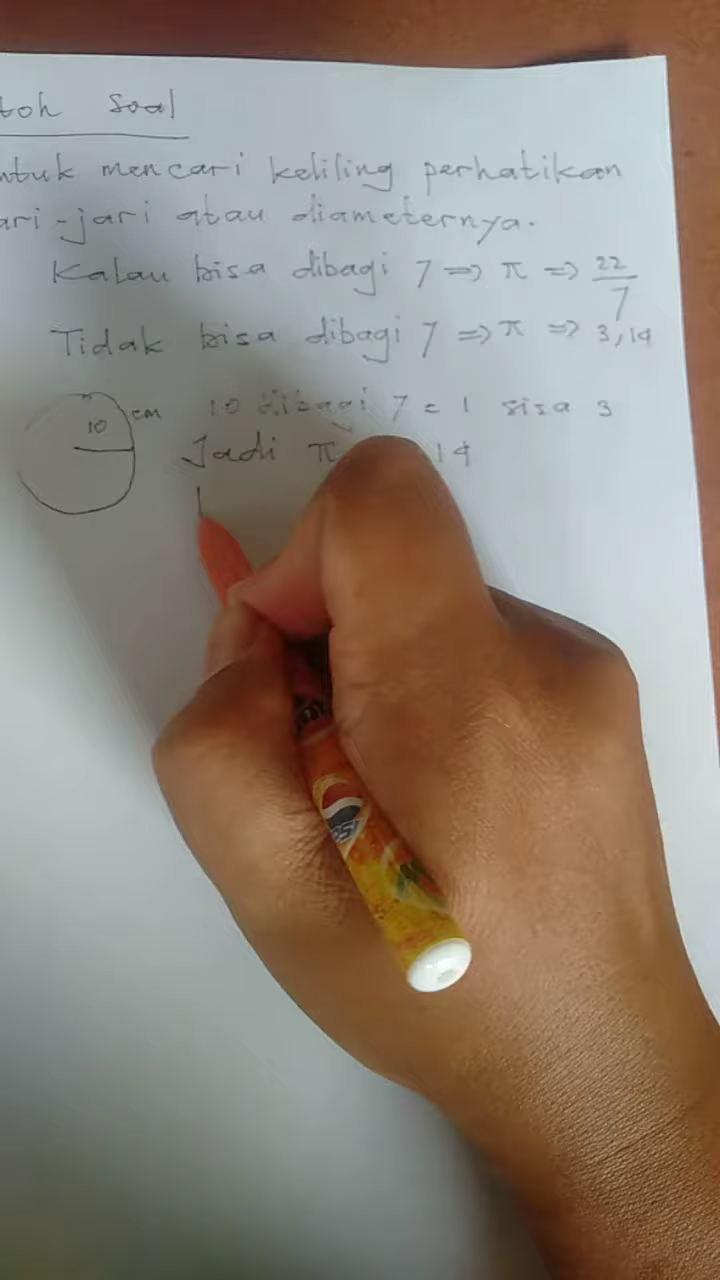 toh Soal
ntuk mencari keliling perhatikan
ari-jari atau diameternya.
Kalau bisa dibagi 7 => π => 22/7
Tidak bisa dibagi 7 => π => 3,14
10 cm 10 dibagi 7 = 1 sisa 3
Jadi π 14